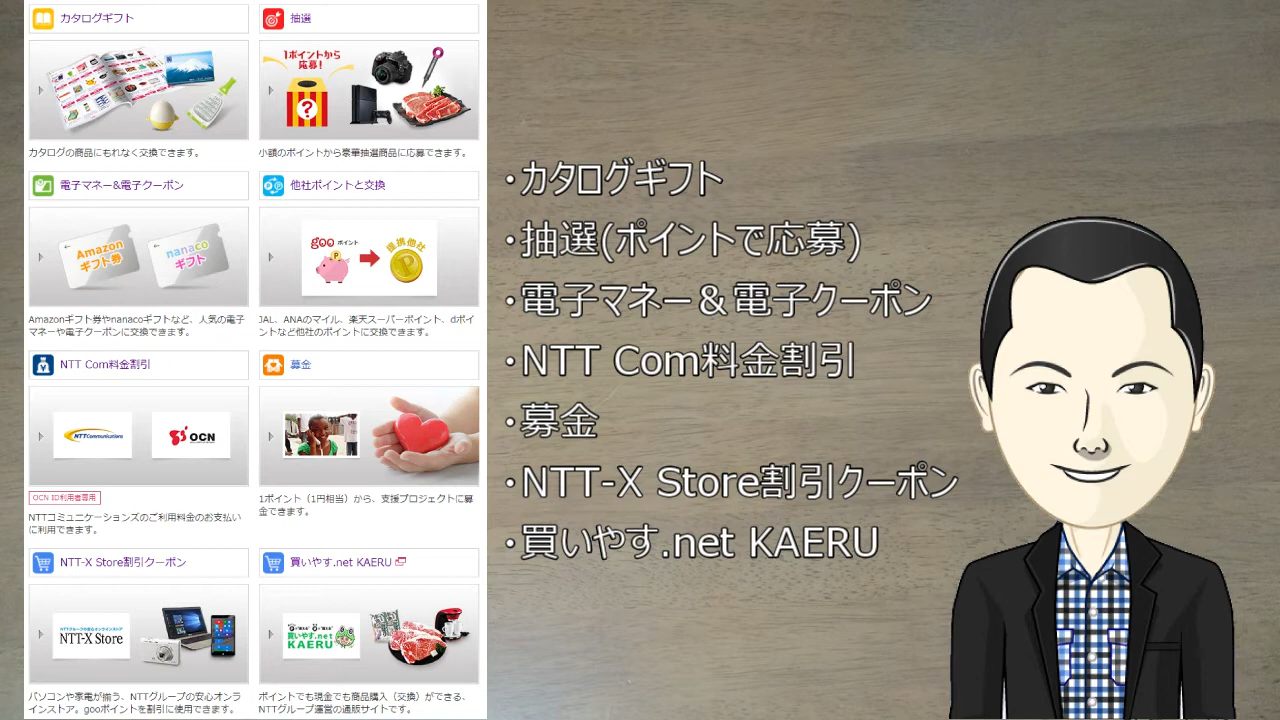 カタログギフト
抽選
1ポイントから
応募!
?
カタログの商品にもれなく交換できます。
小額のポイントから豪華抽選商品に応募できます。
電子マネー&電子クーポン
他社ポイントと交換
Amazon
ギフト券
nanaco
ギフト
goo ポイント
提携他社
P
P
Amazonギフト券やnanacoギフトなど、人気の電子
マネーや電子クーポンに交換できます。
JAL、ANAのマイル、楽天スーパーポイント、dポイ
ントなど他社のポイントに交換できます。
NTT Com料金割引
募金
NTTCommunications
OCN
OCN ID利用者専用
NTTコミュニケーションズのご利用料金のお支払い
に利用できます。
1ポイント（1円相当）から、支援プロジェクトに募
金できます。
NTT-X Store割引クーポン
買いやす.net KAERU
NTTグループの安心オンラインストア
NTT-X Store
買いやす.net
KAERU
パソコンや家電が揃う、NTTグループの安心オンラ
インストア。gooポイントを割引に使用できます。
ポイントでも現金でも商品購入（交換）ができる、
NTTグループ運営の通販サイトです。
・カタログギフト
・抽選(ポイントで応募)
・電子マネー＆電子クーポン
・NTT Com料金割引
・募金
・NTT-X Store割引クーポン
・買いやす.net KAERU